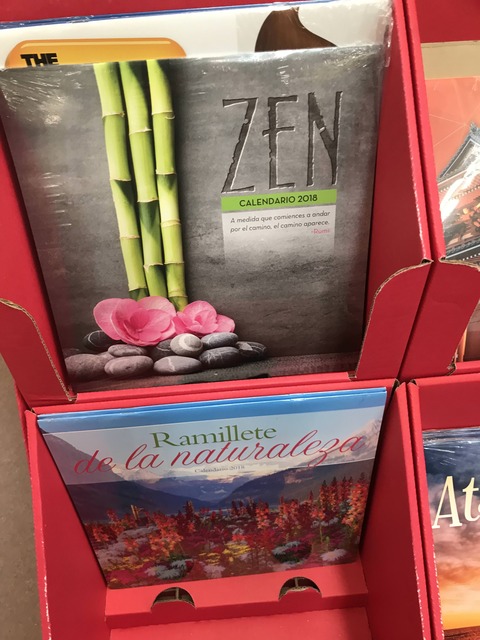 THE
ZEN
CALENDARIO 2018
A medida que comiences a andar
por el camino, el camino aparece.
-Rumi
Ramillete
de la naturaleza
Calendario 2018
At